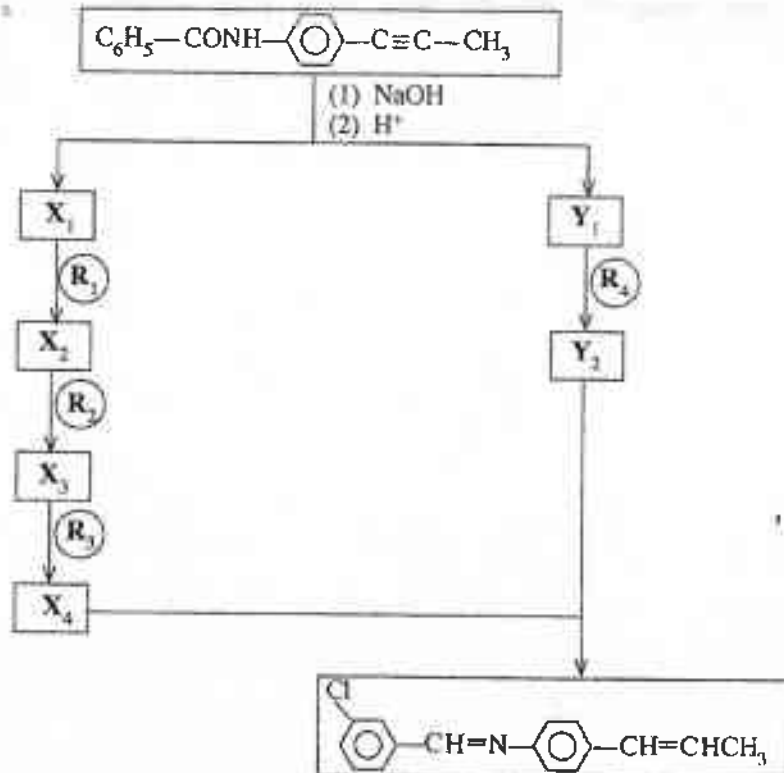 C₆H₅—CONH— —C≡C—CH₃
(1) NaOH
(2) H⁺
X₁
Y₁
R₁
R₄
X₂
Y₂
R₂
X₃
R₃
X₄
Cl
—CH=N— —CH=CHCH₃